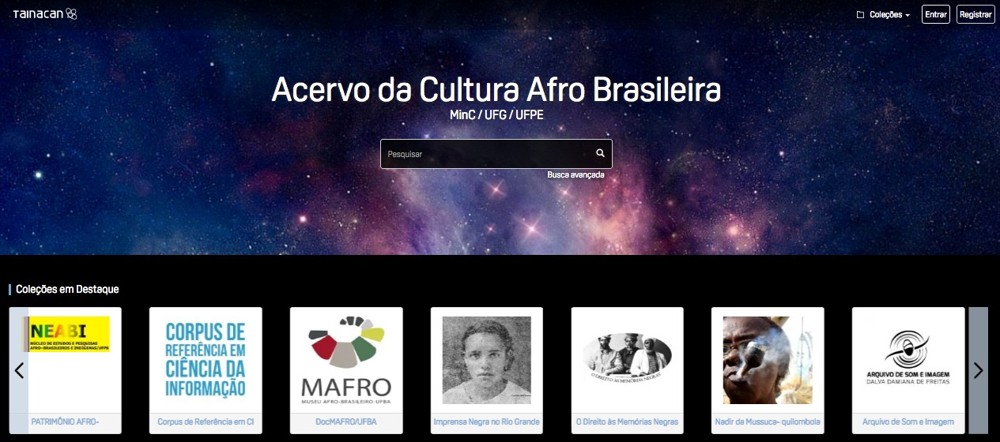 TAINACAN
Coleções
Entrar
Registrar
Acervo da Cultura Afro Brasileira
MinC / UFG / UFPE
Pesquisar
Busca avançada
Coleções em Destaque
NEABI
NÚCLEO DE ESTUDOS E PESQUISAS
AFRO-BRASILEIROS E INDÍGENAS/UFPB
PATRIMÔNIO AFRO-
CORPUS DE
REFERÊNCIA EM
CIÊNCIA DA
INFORMAÇÃO
Corpus de Referência em CI
MAFRO
MUSEU AFRO-BRASILEIRO·UFBA
DocMAFRO/UFBA
Imprensa Negra no Rio Grande
O DIREITO ÀS MEMÓRIAS NEGRAS
O Direito às Memórias Negras
Nadir da Mussuca- quilombola
ARQUIVO DE SOM E IMAGEM
DALVA DAMIANA DE FREITAS
Arquivo de Som e Imagem